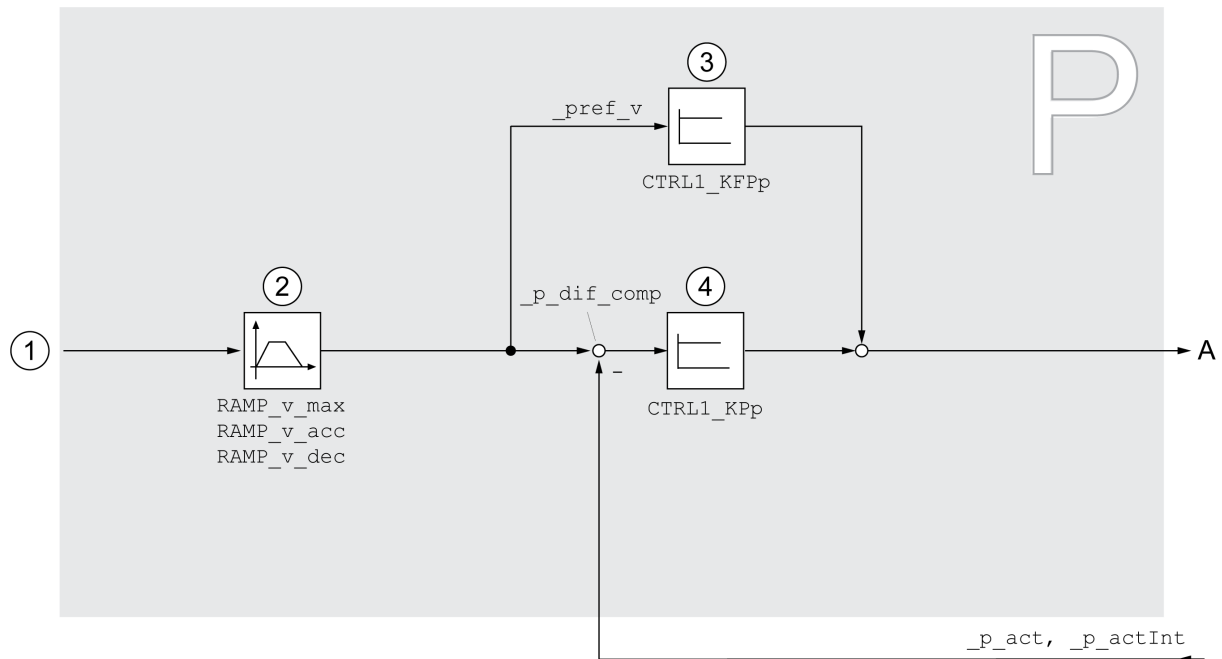 P
3
_pref_v
CTRL1_KFPp
2
_p_dif_comp
4
1
A
-
RAMP_v_max
RAMP_v_acc
RAMP_v_dec
CTRL1_KPp
_p_act, _p_actInt